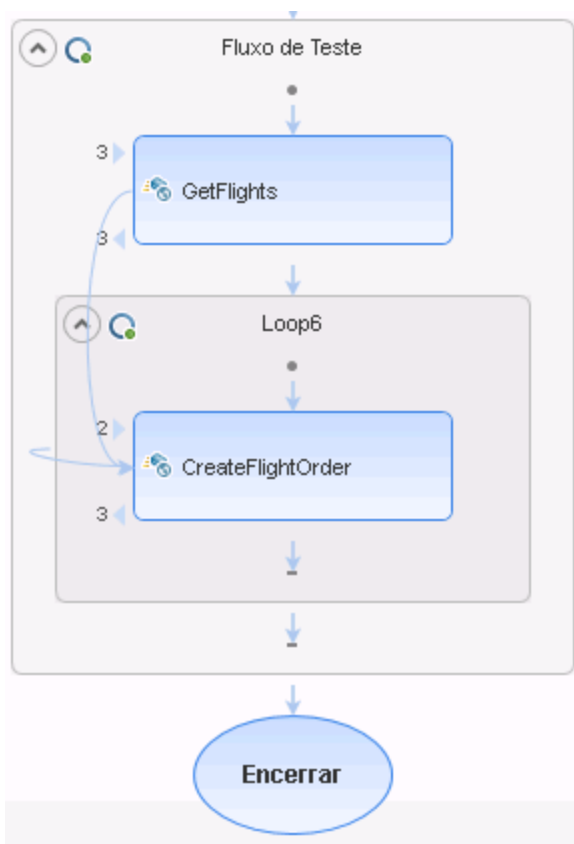 Fluxo de Teste
3
GetFlights
3
Loop6
2
CreateFlightOrder
3
Encerrar